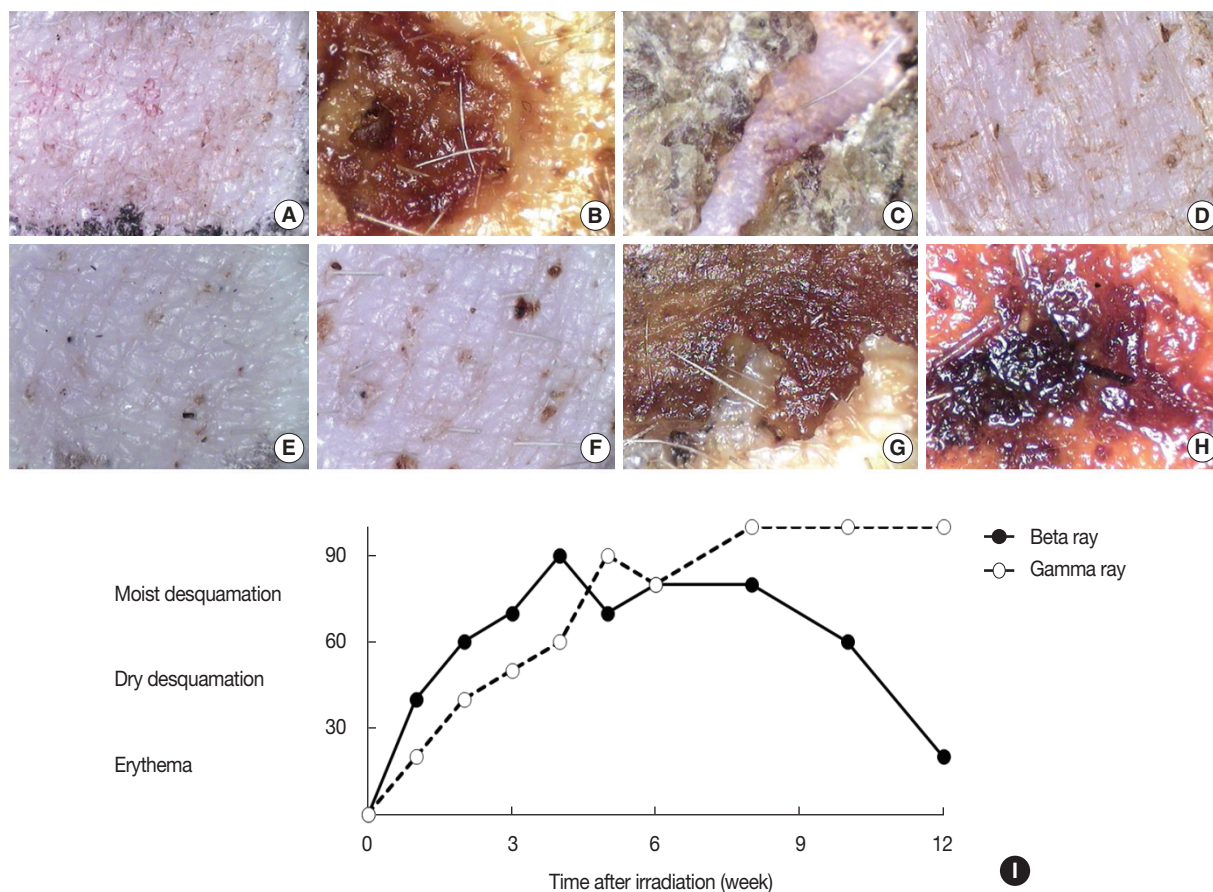 A
B
C
D
E
F
G
H
90
60
30
Moist desquamation
Dry desquamation
Erythema
0 3 6 9 12
Time after irradiation (week)
Beta ray
Gamma ray
I